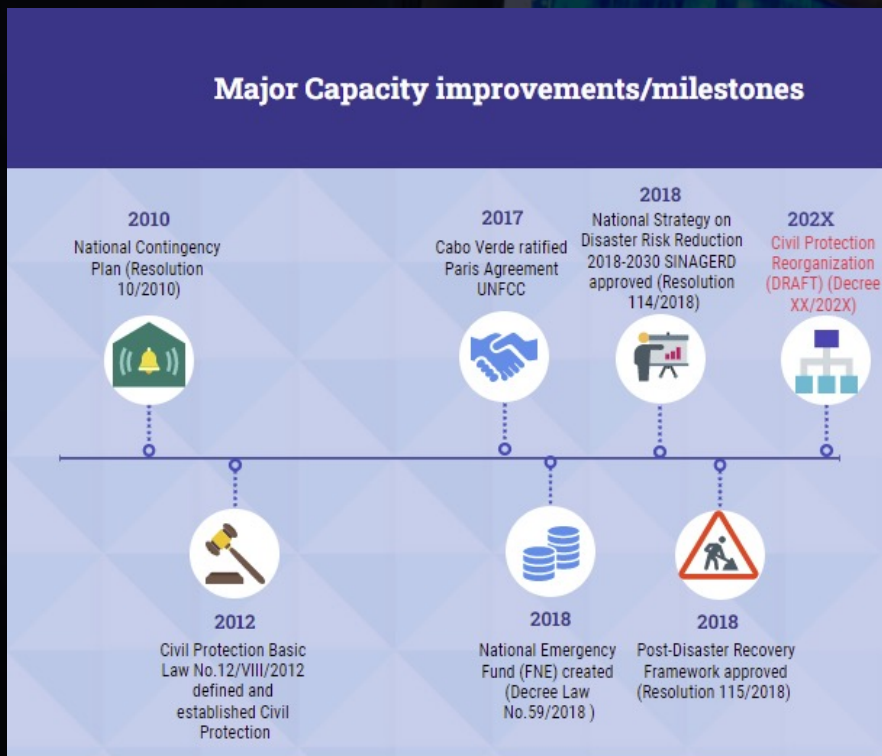 Major Capacity improvements/milestones
2010
National Contingency
Plan (Resolution
10/2010)
2017
Cabo Verde ratified
Paris Agreement
UNFCC
2018
National Strategy on
Disaster Risk Reduction
2018-2030 SINAGERD
approved (Resolution
114/2018)
202X
Civil Protection
Reorganization
(DRAFT) (Decree
XX/202X)
2012
Civil Protection Basic
Law No.12/VIII/2012
defined and
established Civil
Protection
2018
National Emergency
Fund (FNE) created
(Decree Law
No.59/2018 )
2018
Post-Disaster Recovery
Framework approved
(Resolution 115/2018)